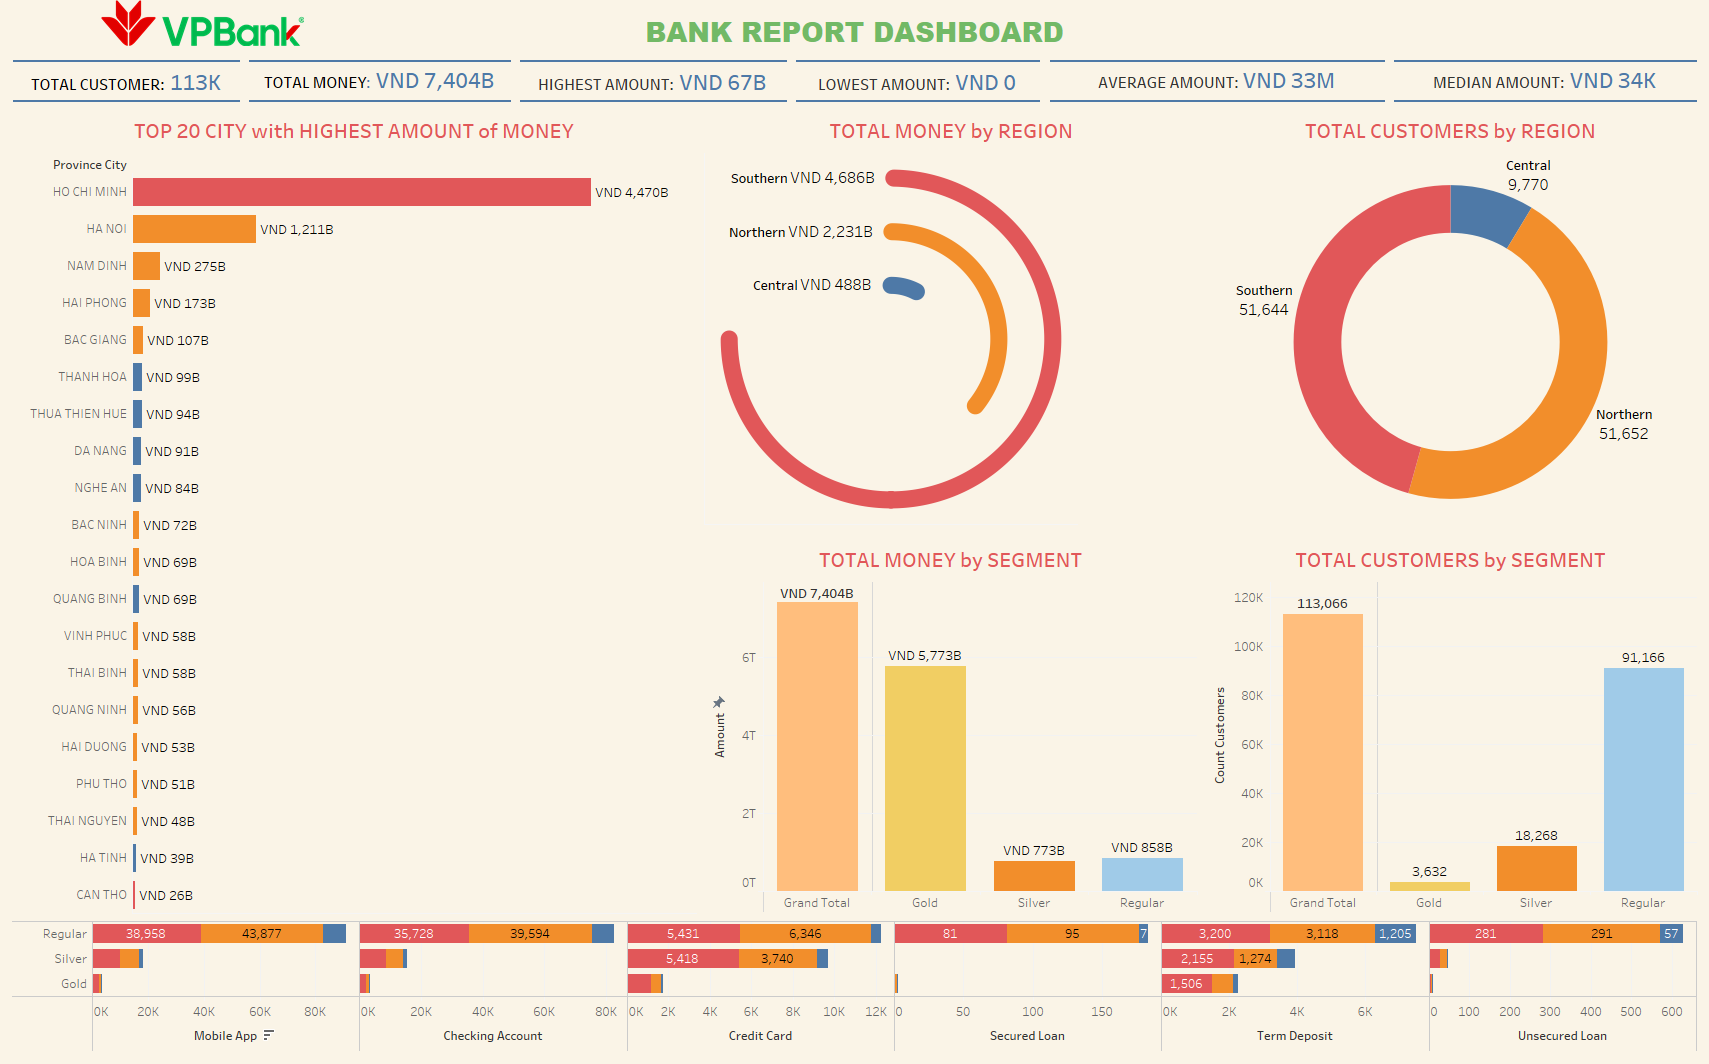 VPBank
BANK REPORT DASHBOARD
TOTAL CUSTOMER: 113K
TOTAL MONEY: VND 7,404B
HIGHEST AMOUNT: VND 67B
LOWEST AMOUNT: VND 0
AVERAGE AMOUNT: VND 33M
MEDIAN AMOUNT: VND 34K
TOP 20 CITY with HIGHEST AMOUNT of MONEY
Province City
HO CHI MINH VND 4,470B
HA NOI VND 1,211B
NAM DINH VND 275B
HAI PHONG VND 173B
BAC GIANG VND 107B
THANH HOA VND 99B
THUA THIEN HUE VND 94B
DA NANG VND 91B
NGHE AN VND 84B
BAC NINH VND 72B
HOA BINH VND 69B
QUANG BINH VND 69B
VINH PHUC VND 58B
THAI BINH VND 58B
QUANG NINH VND 56B
HAI DUONG VND 53B
PHU THO VND 51B
THAI NGUYEN VND 48B
HA TINH VND 39B
CAN THO VND 26B
TOTAL MONEY by REGION
Southern VND 4,686B
Northern VND 2,231B
Central VND 488B
TOTAL CUSTOMERS by REGION
Central
9,770
Southern
51,644
Northern
51,652
TOTAL MONEY by SEGMENT
Amount
6T
4T
2T
0T
VND 7,404B
VND 5,773B
VND 773B
VND 858B
Grand Total
Gold
Silver
Regular
TOTAL CUSTOMERS by SEGMENT
Count Customers
120K
100K
80K
60K
40K
20K
0K
113,066
3,632
18,268
91,166
Grand Total
Gold
Silver
Regular
Regular 38,958 43,877 35,728 39,594 5,431 6,346 81 95 7 3,200 3,118 1,205 281 291 57
Silver 5,418 3,740 2,155 1,274
Gold 1,506
0K 20K 40K 60K 80K 0K 20K 40K 60K 80K 0K 2K 4K 6K 8K 10K 12K 0 50 100 150 0K 2K 4K 6K 0 100 200 300 400 500 600
Mobile App
Checking Account
Credit Card
Secured Loan
Term Deposit
Unsecured Loan